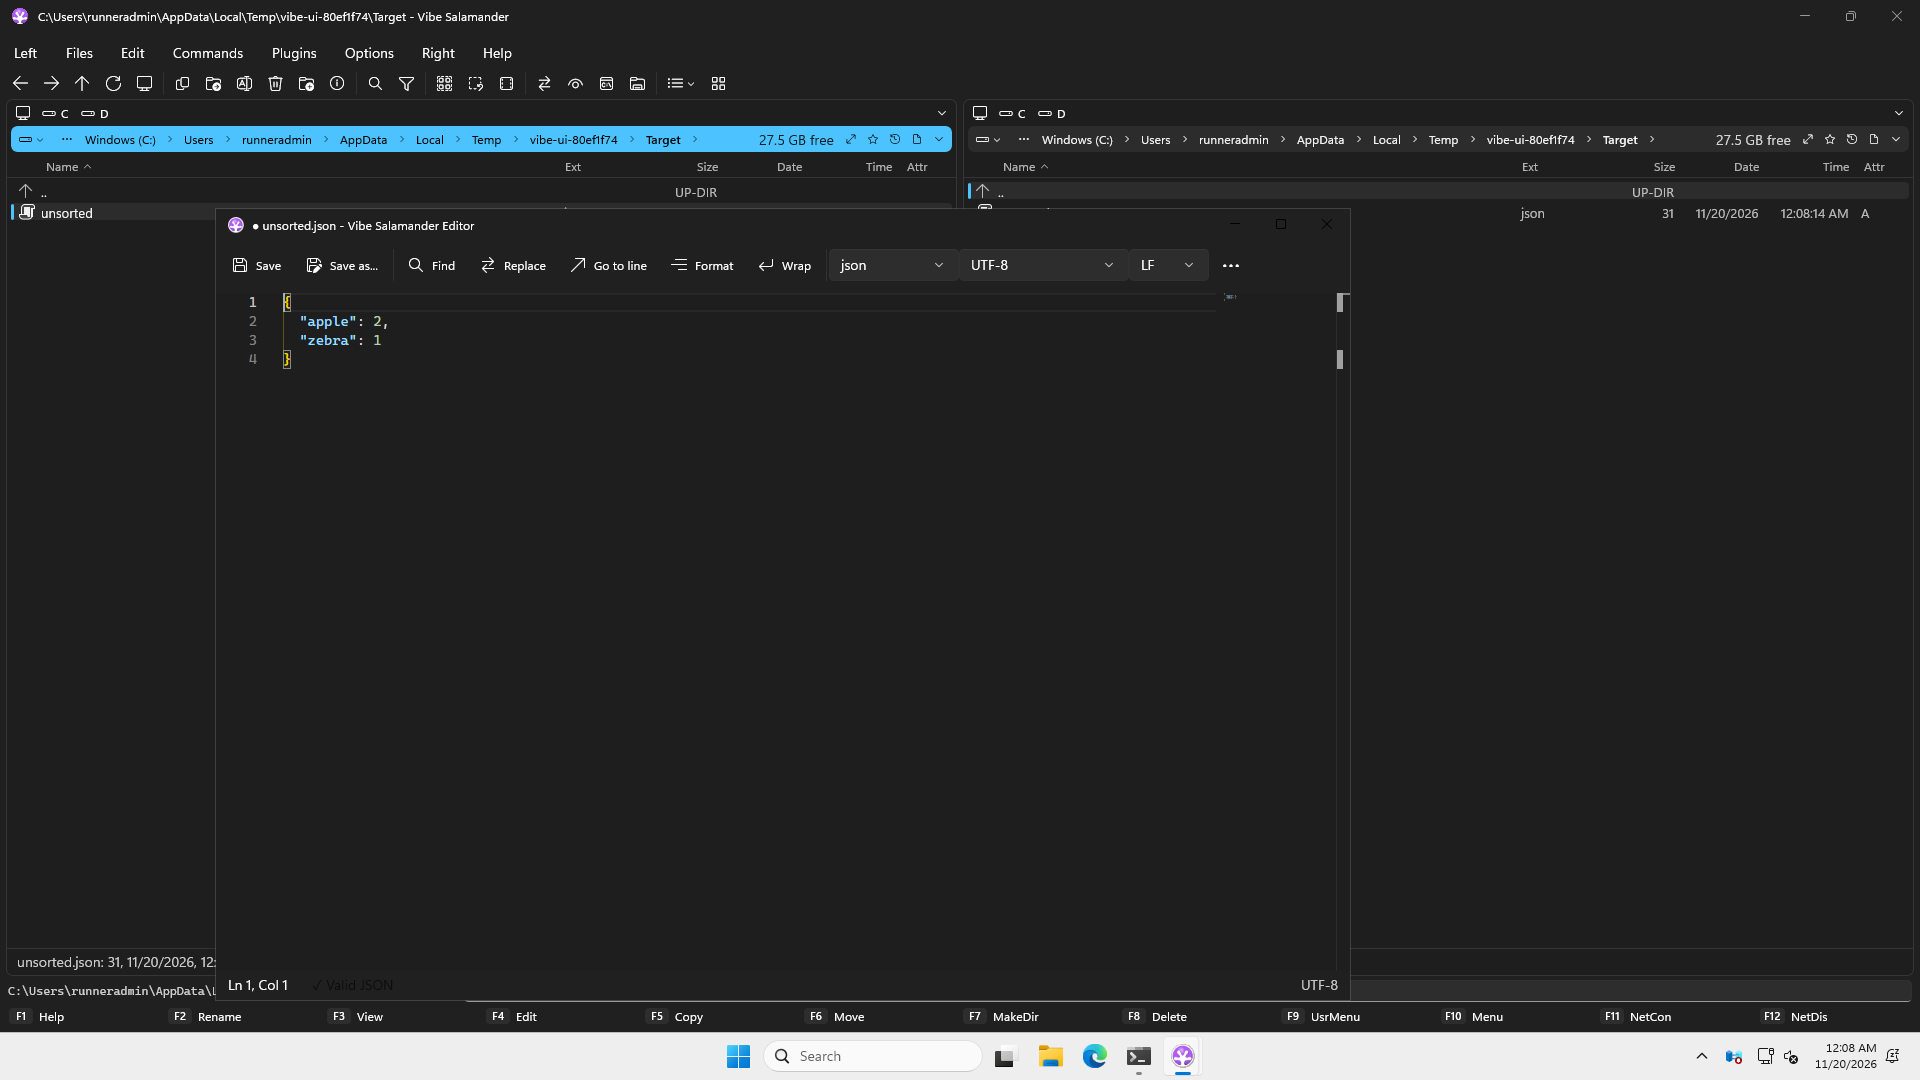 C:\Users\runneradmin\AppData\Local\Temp\vibe-ui-80ef1f74\Target - Vibe Salamander
Left Files Edit Commands Plugins Options Right Help
C D
C D
Windows (C:) Users runneradmin AppData Local Temp vibe-ui-80ef1f74 Target 27.5 GB free
Windows (C:) Users runneradmin AppData Local Temp vibe-ui-80ef1f74 Target 27.5 GB free
Name Ext Size Date Time Attr
Name Ext Size Date Time Attr
.. UP-DIR
.. UP-DIR
unsorted
json 31 11/20/2026 12:08:14 AM A
● unsorted.json - Vibe Salamander Editor
Save Save as... Find Replace Go to line Format Wrap json UTF-8 LF
1 {
2 "apple": 2,
3 "zebra": 1
4 }
unsorted.json: 31, 11/20/2026, 12:
Ln 1, Col 1 ✓ Valid JSON UTF-8
C:\Users\runneradmin\AppData\L
F1 Help F2 Rename F3 View F4 Edit F5 Copy F6 Move F7 MakeDir F8 Delete F9 UsrMenu F10 Menu F11 NetCon F12 NetDis
Search
12:08 AM
11/20/2026